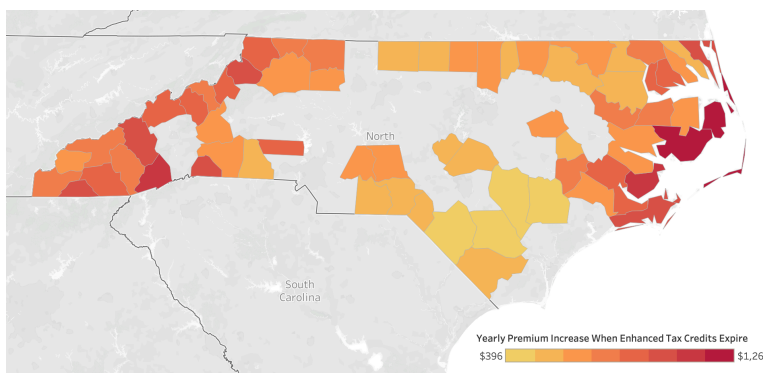 North
South
Carolina
Yearly Premium Increase When Enhanced Tax Credits Expire
$396 $1,26